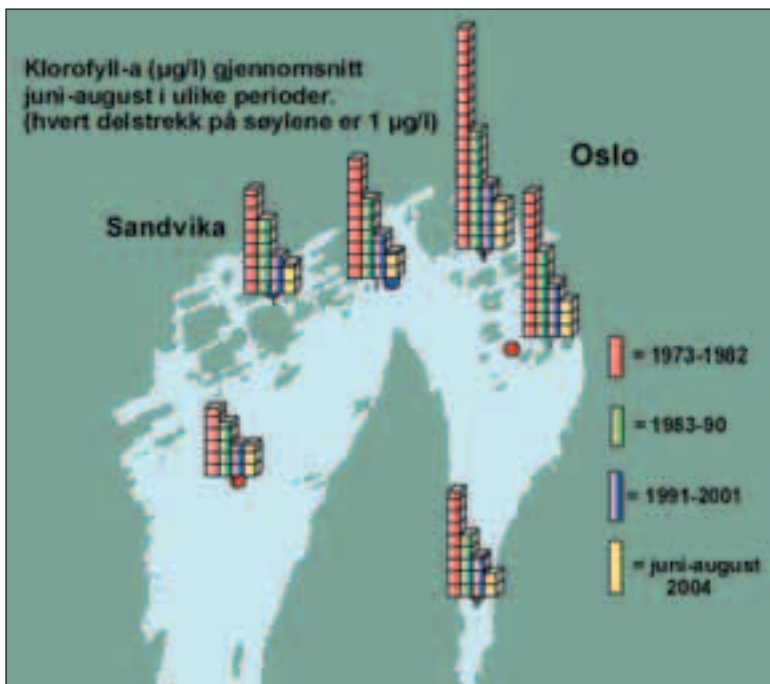 Klorofyll-a (µg/l) gjennomsnitt
juni-august i ulike perioder.
(hvert delstrekk på søylene er 1 µg/l)
Oslo
Sandvika
= 1973-1982
= 1983-90
= 1991-2001
= juni-august
2004